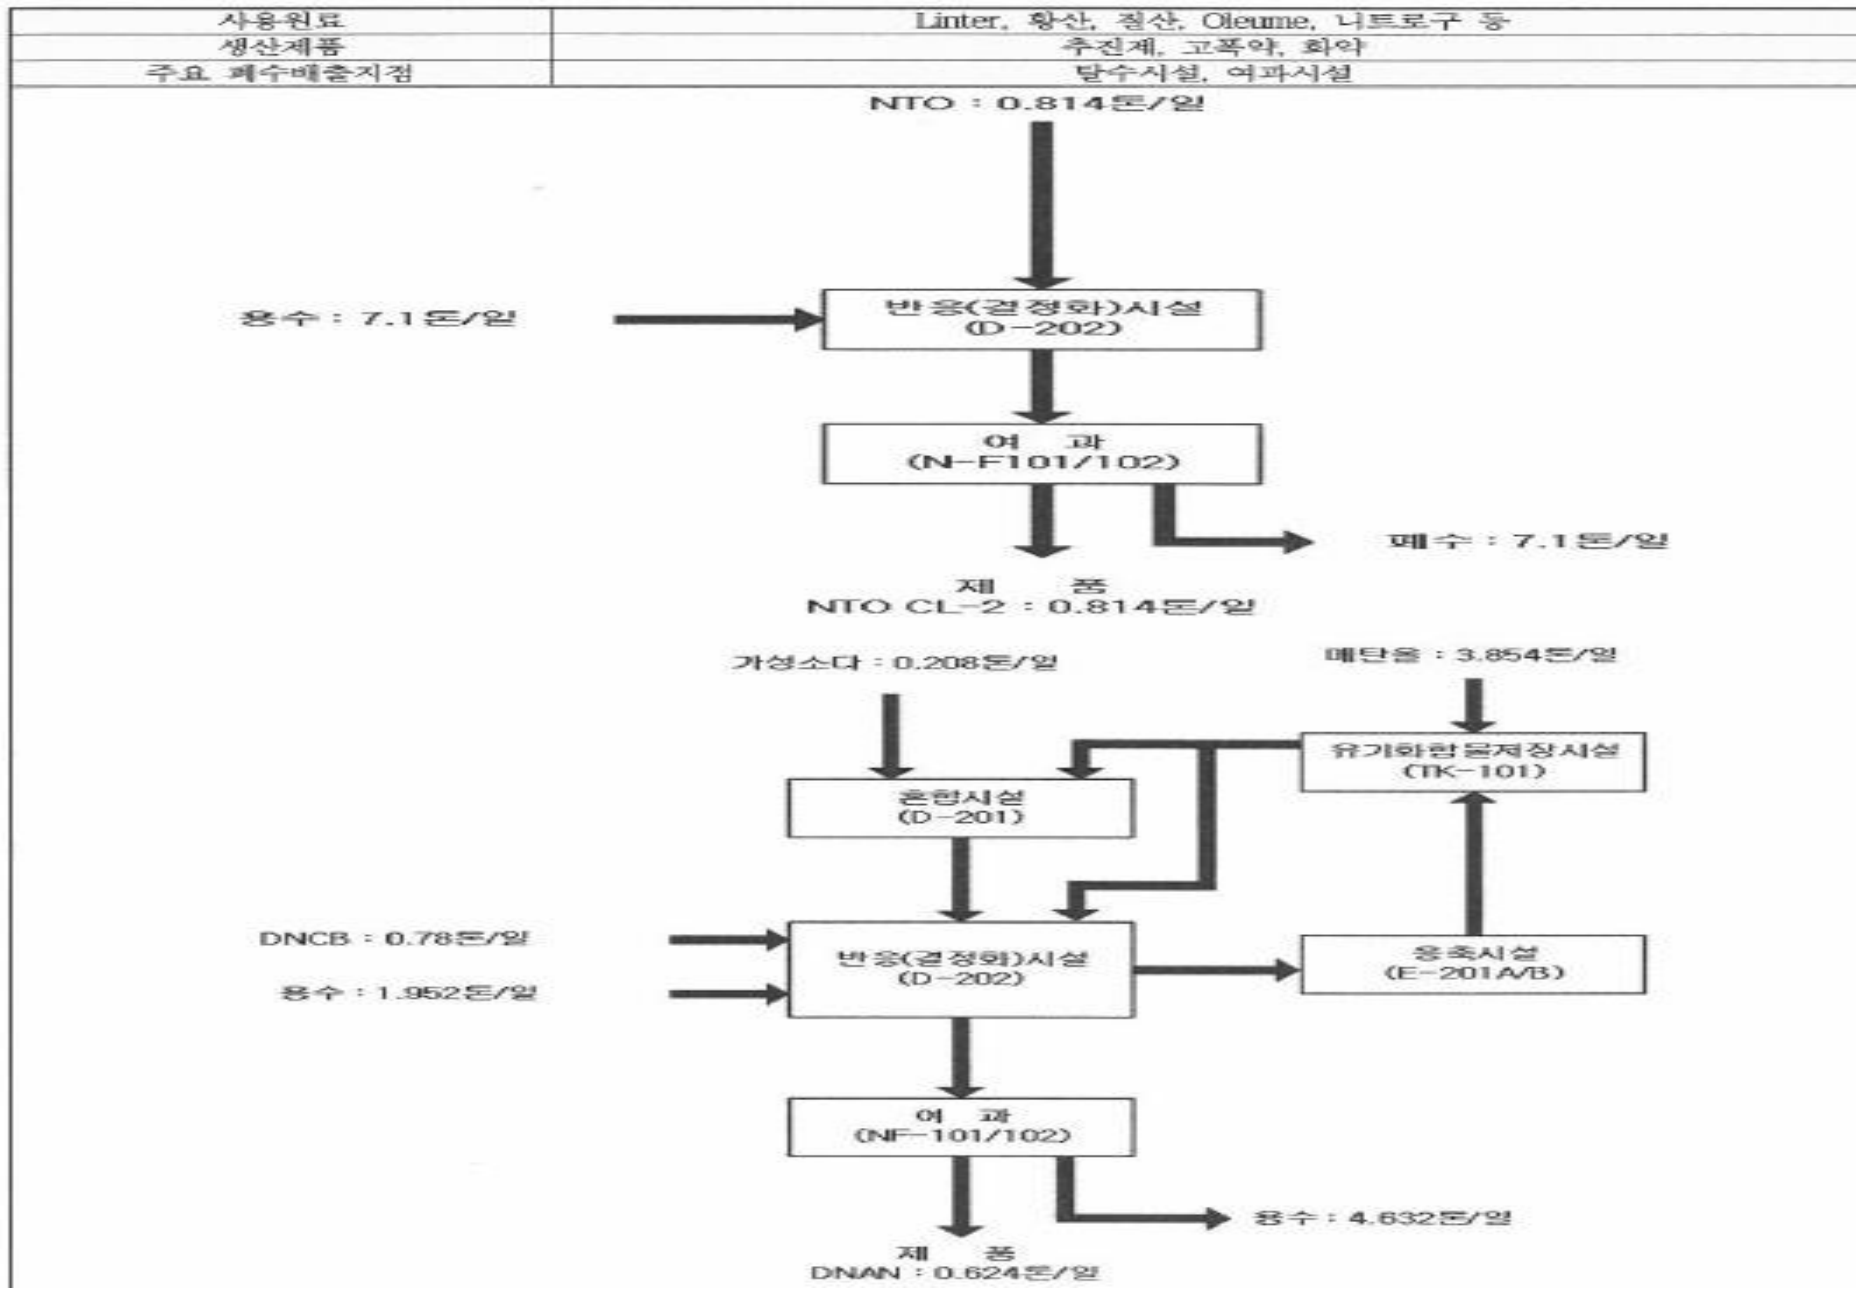 사용원료 Linter, 황산, 질산, Oleume, 니트로구 등
생산제품 추진제, 고폭약, 화약
주요 폐수배출지점 탈수시설, 여과시설
NTO : 0.814톤/일
용수 : 7.1톤/일
반응(결정화)시설
(D-202)
여 과
(N-F101/102)
폐수 : 7.1톤/일
제 품
NTO CL-2 : 0.814톤/일
가성소다 : 0.208톤/일
메탄올 : 3.854톤/일
유기화합물저장시설
(TK-101)
혼합시설
(D-201)
DNCB : 0.78톤/일
용수 : 1.952톤/일
반응(결정화)시설
(D-202)
응축시설
(E-201A/B)
여 과
(NF-101/102)
용수 : 4.632톤/일
제 품
DNAN : 0.624톤/일